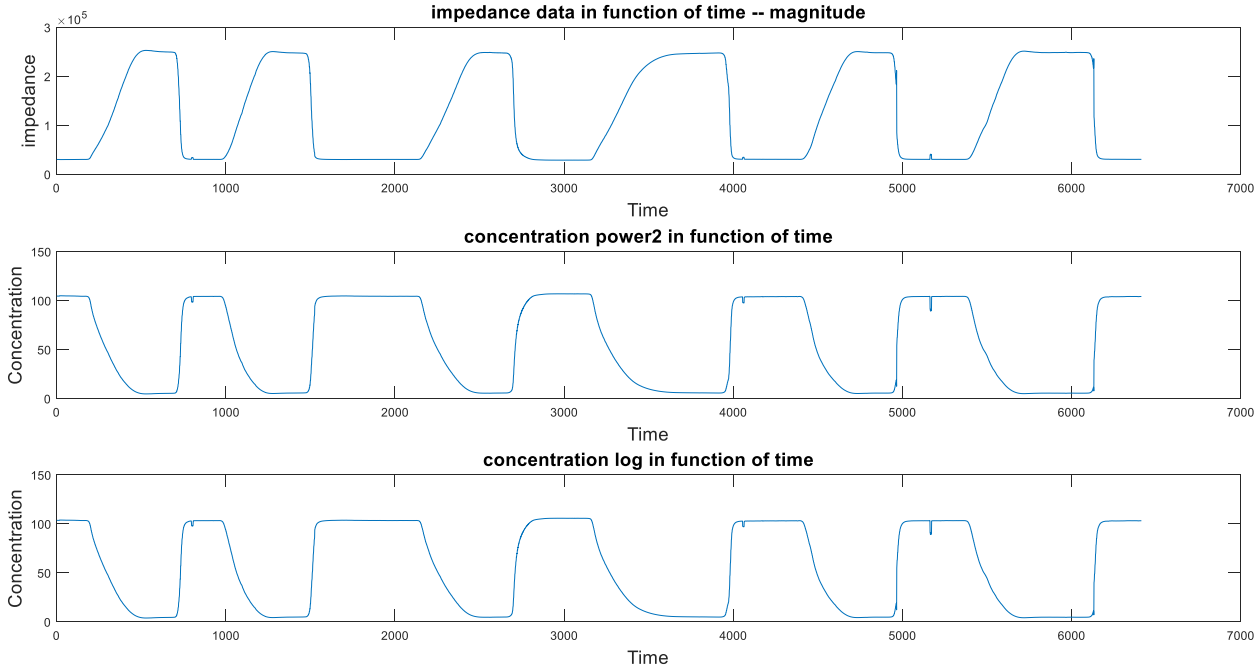 impedance data in function of time -- magnitude
×10^5
3
2
1
0
impedance
0 1000 2000 3000 4000 5000 6000 7000
Time
concentration power2 in function of time
150
100
50
0
Concentration
0 1000 2000 3000 4000 5000 6000 7000
Time
concentration log in function of time
150
100
50
0
Concentration
0 1000 2000 3000 4000 5000 6000 7000
Time